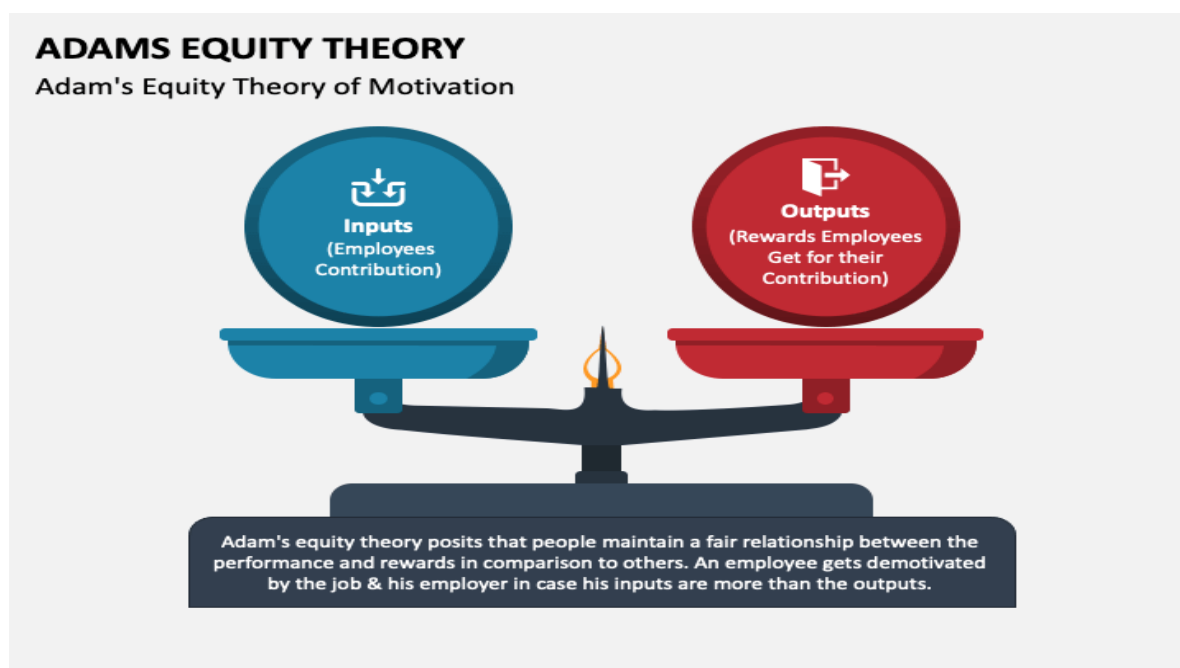 ADAMS EQUITY THEORY
Adam's Equity Theory of Motivation
Inputs
(Employees
Contribution)
Outputs
(Rewards Employees
Get for their
Contribution)
Adam's equity theory posits that people maintain a fair relationship between the
performance and rewards in comparison to others. An employee gets demotivated
by the job & his employer in case his inputs are more than the outputs.